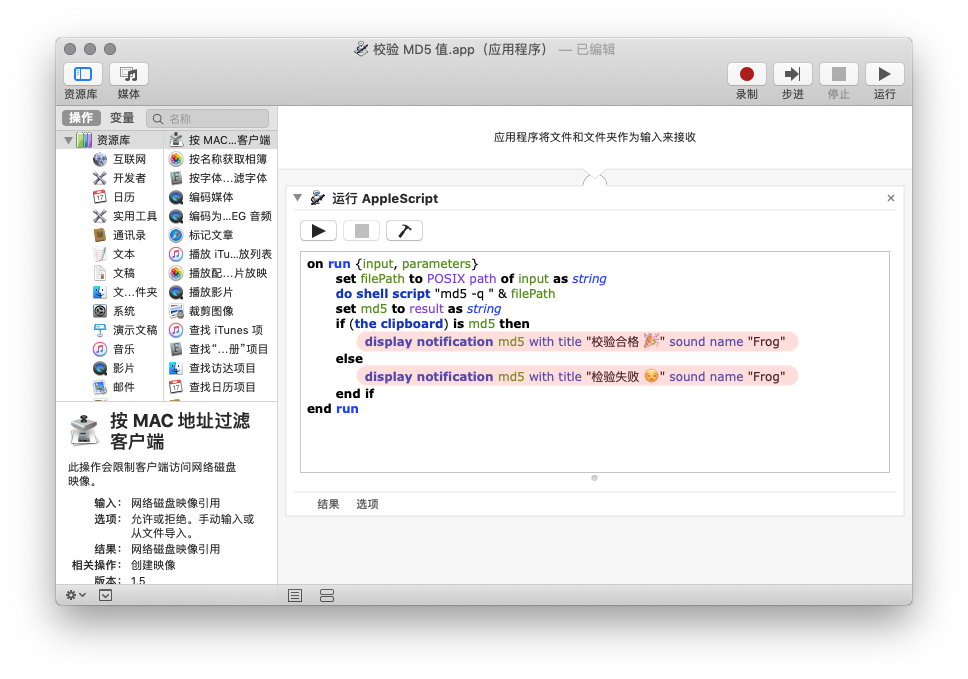 校验 MD5 值.app（应用程序） — 已编辑
资源库
媒体
录制
步进
停止
运行
操作
变量
名称
应用程序将文件和文件夹作为输入来接收
资源库
互联网
开发者
日历
实用工具
通讯录
文本
文稿
文…件夹
系统
演示文稿
音乐
影片
邮件
按 MAC…客户端
按名称获取相簿
按字体…滤字体
编码媒体
编码为…EG 音频
标记文章
播放 iTu…放列表
播放配…片放映
播放影片
裁剪图像
查找 iTunes 项
查找“…册”项目
查找访达项目
查找日历项目
按 MAC 地址过滤
客户端
此操作会限制客户端访问网络磁盘
映像。
输入： 网络磁盘映像引用
选项： 允许或拒绝。手动输入或
从文件导入。
结果： 网络磁盘映像引用
相关操作： 创建映像
版本： 1.5
运行 AppleScript
on run {input, parameters}
set filePath to POSIX path of input as string
do shell script "md5 -q " & filePath
set md5 to result as string
if (the clipboard) is md5 then
display notification md5 with title "校验合格 🎉" sound name "Frog"
else
display notification md5 with title "检验失败 😏" sound name "Frog"
end if
end run
结果
选项